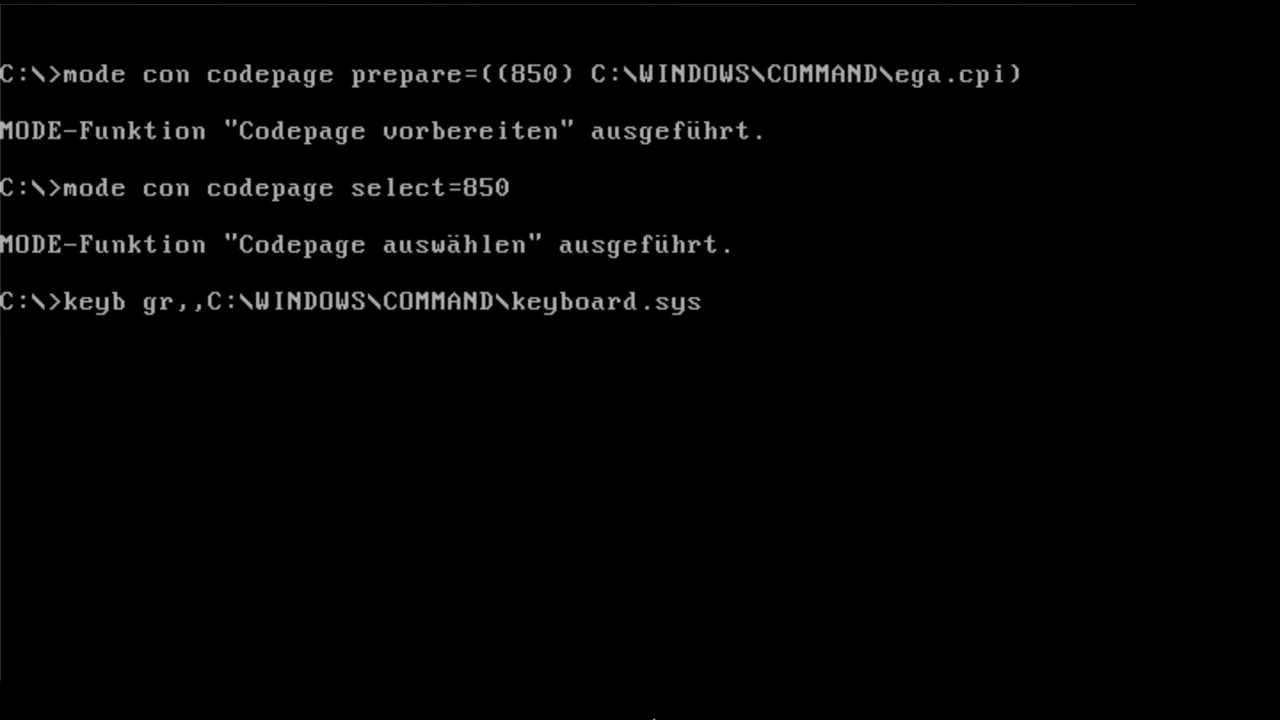 C:\>mode con codepage prepare=((850) C:\WINDOWS\COMMAND\ega.cpi)
MODE-Funktion "Codepage vorbereiten" ausgeführt.
C:\>mode con codepage select=850
MODE-Funktion "Codepage auswählen" ausgeführt.
C:\>keyb gr,,C:\WINDOWS\COMMAND\keyboard.sys